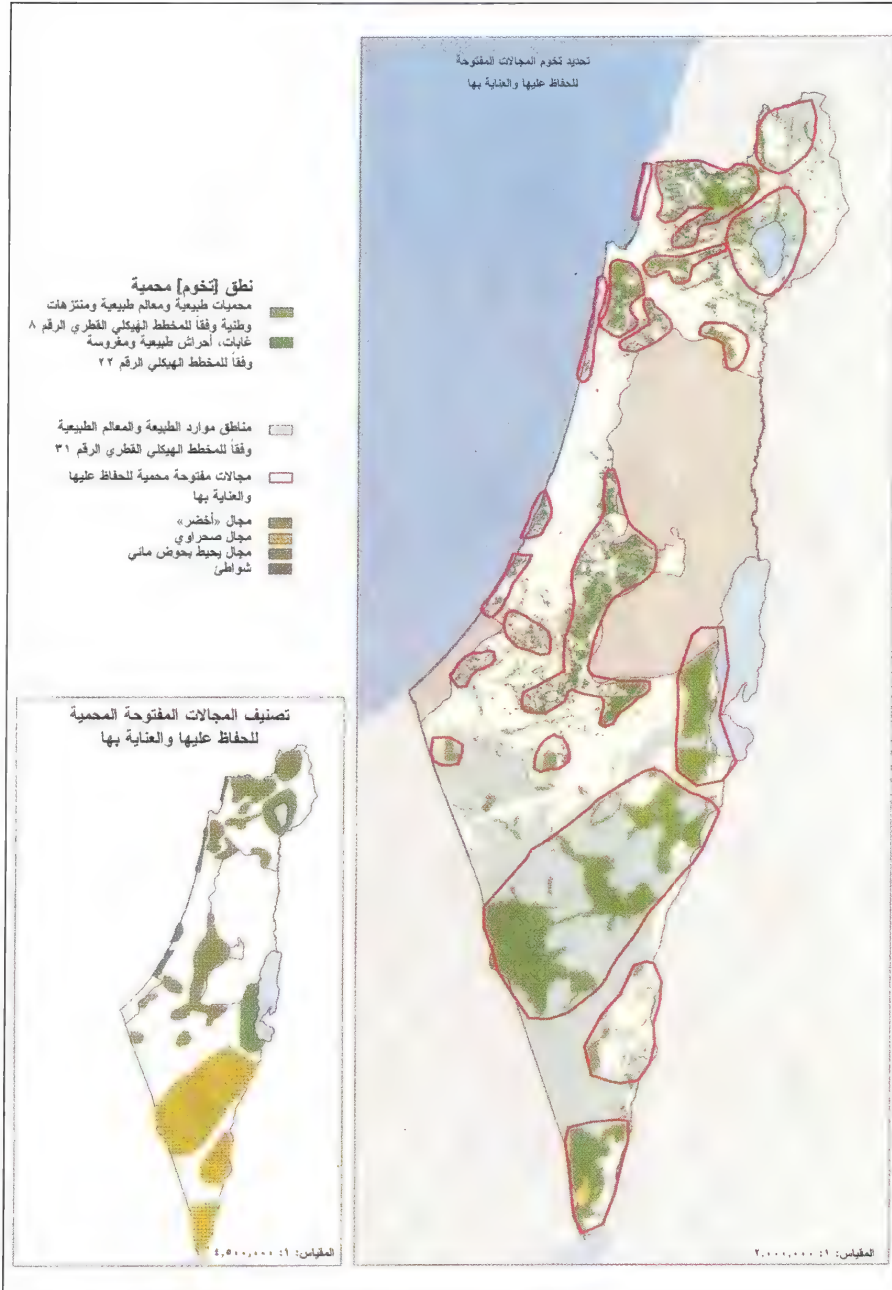 تحديد تخوم المجالات المفتوحة
للحفاظ عليها والعناية بها
نطق [تخوم] محمية
محميات طبيعية ومعالم طبيعية ومنتزهات
وطنية وفقاً للمخطط الهيكلي القطري الرقم ٨
غابات، أحراش طبيعية ومغروسة
وفقاً للمخطط الهيكلي الرقم ٢٢
مناطق موارد الطبيعة والمعالم الطبيعية
وفقاً للمخطط الهيكلي القطري الرقم ٣١
مجالات مفتوحة محمية للحفاظ عليها
والعناية بها
مجال «أخضر»
مجال صحراوي
مجال يحيط بحوض مائي
شواطئ
تصنيف المجالات المفتوحة المحمية
للحفاظ عليها والعناية بها
المقياس: ١: ٤,٥٠٠,٠٠٠
المقياس: ١: ٢,٠٠٠,٠٠٠